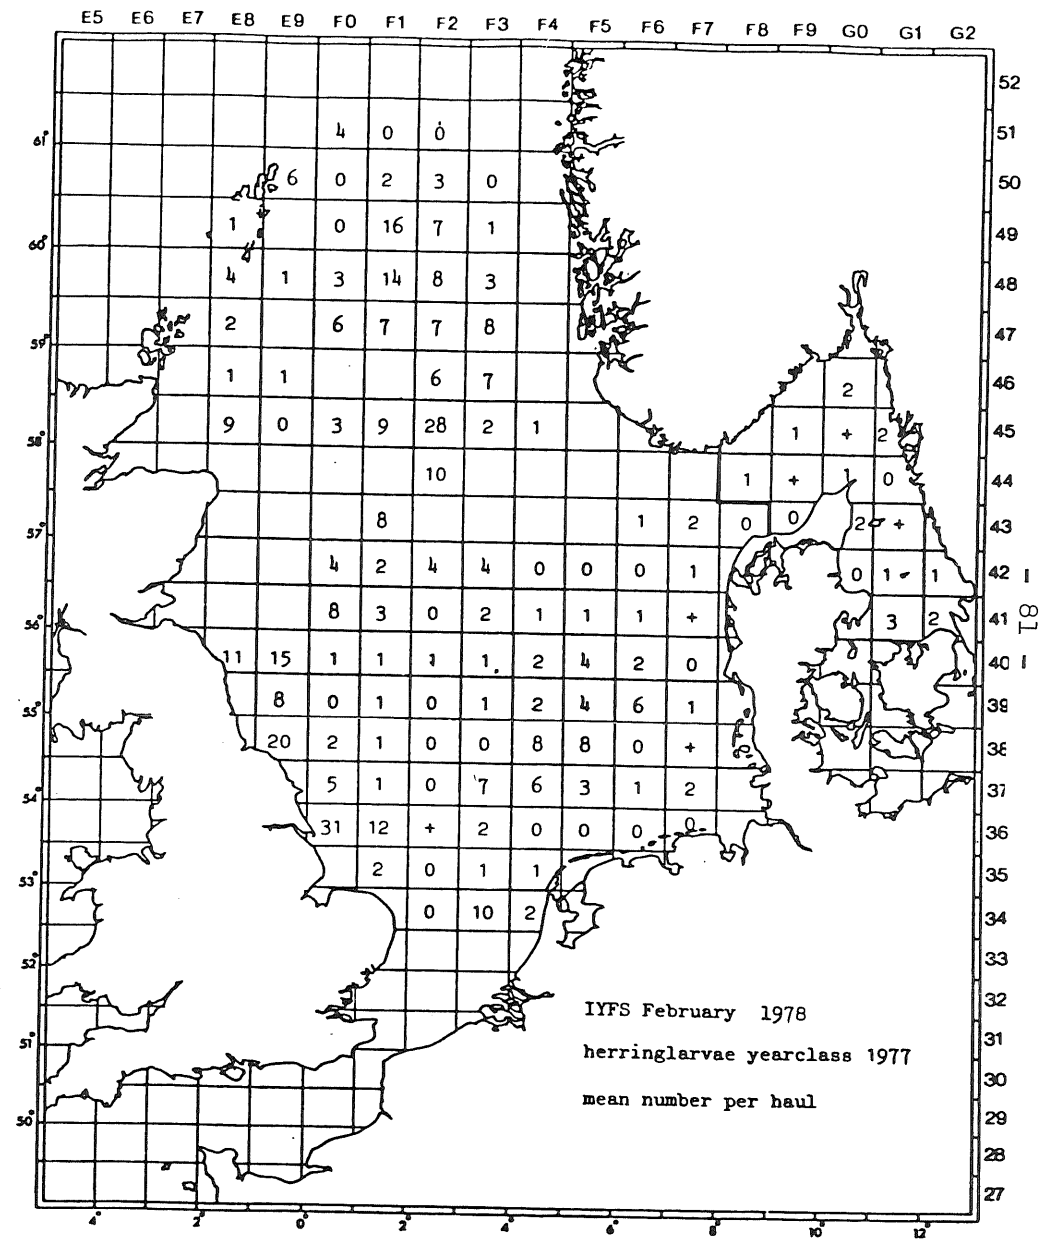 E5 E6 E7 E8 E9 F0 F1 F2 F3 F4 F5 F6 F7 F8 F9 G0 G1 G2
52
4 0 0 51
61°
6 0 2 3 0 50
1 0 16 7 1 49
60°
4 1 3 14 8 3 48
2 6 7 7 8 47
59°
1 1 6 7 2 46
9 0 3 9 28 2 1 1 + 2 45
58°
10 1 + 1 0 44
8 1 2 0 0 2 + 43
57°
4 2 4 4 0 0 0 1 0 1 1 42
8 3 0 2 1 1 1 + 3 2 41
56°
11 15 1 1 1 1 2 4 2 0 40
8 0 1 0 1 2 4 6 1 39
55°
20 2 1 0 0 8 8 0 + 38
5 1 0 7 6 3 1 2 37
54°
31 12 + 2 0 0 0 0 36
2 0 1 1 35
53°
0 10 2 34
33
52°
32
IYFS February 1978
31
51°
herringlarvae yearclass 1977
30
mean number per haul
29
50°
28
27
4° 2° 0° 2° 4° 6° 8° 10° 12°
- 81 -